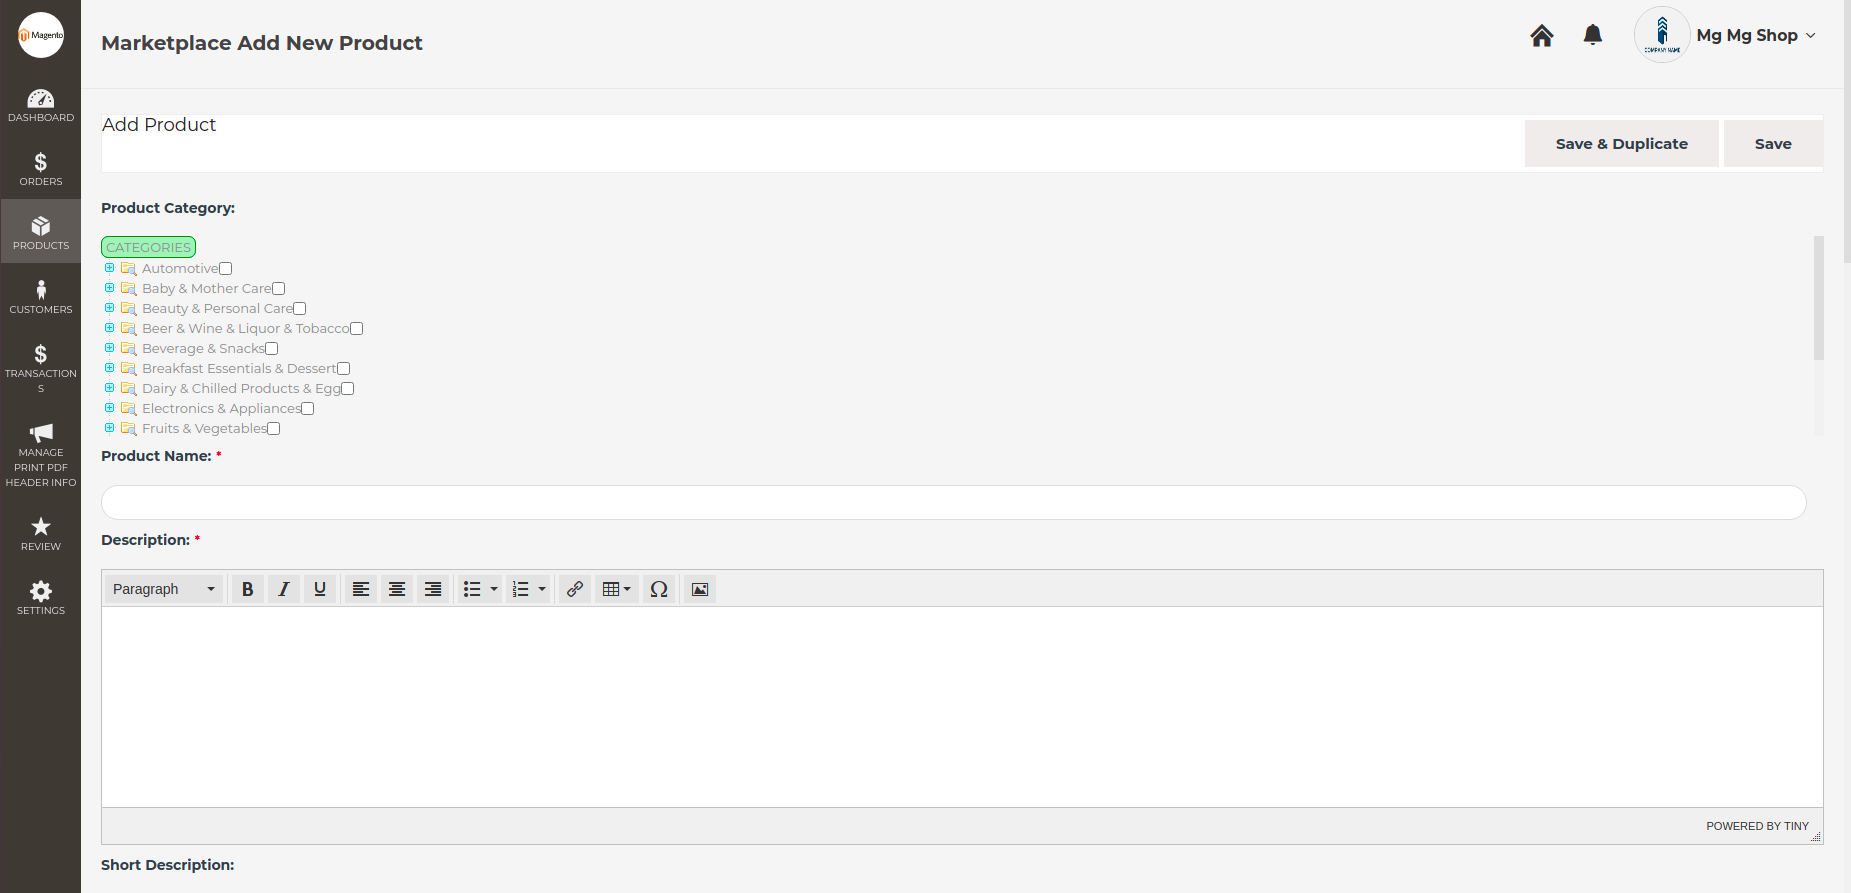 Magento
Marketplace Add New Product
COMPANY NAME
Mg Mg Shop
DASHBOARD
ORDERS
PRODUCTS
CUSTOMERS
TRANSACTION
S
MANAGE
PRINT PDF
HEADER INFO
REVIEW
SETTINGS
Add Product
Save & Duplicate
Save
Product Category:
CATEGORIES
Automotive
Baby & Mother Care
Beauty & Personal Care
Beer & Wine & Liquor & Tobacco
Beverage & Snacks
Breakfast Essentials & Dessert
Dairy & Chilled Products & Egg
Electronics & Appliances
Fruits & Vegetables
Product Name: *
Description: *
Paragraph
POWERED BY TINY
Short Description: